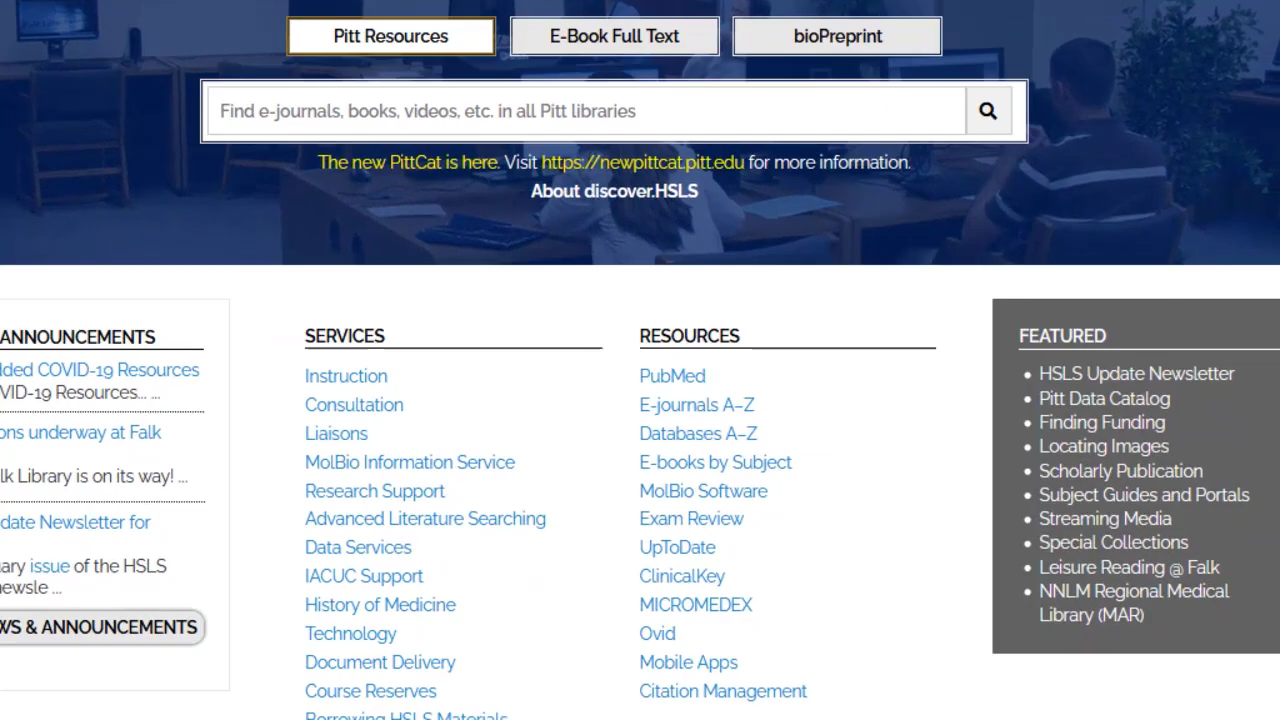 Pitt Resources
E-Book Full Text
bioPreprint
Find e-journals, books, videos, etc. in all Pitt libraries
The new PittCat is here. Visit https://newpittcat.pitt.edu for more information.
About discover.HSLS
ANNOUNCEMENTS
dded COVID-19 Resources
VID-19 Resources... ...
ons underway at Falk
lk Library is on its way! ...
date Newsletter for
uary issue of the HSLS
newsle ...
WS & ANNOUNCEMENTS
SERVICES
Instruction
Consultation
Liaisons
MolBio Information Service
Research Support
Advanced Literature Searching
Data Services
IACUC Support
History of Medicine
Technology
Document Delivery
Course Reserves
Borrowing HSLS Materials
RESOURCES
PubMed
E-journals A–Z
Databases A–Z
E-books by Subject
MolBio Software
Exam Review
UpToDate
ClinicalKey
MICROMEDEX
Ovid
Mobile Apps
Citation Management
FEATURED
HSLS Update Newsletter
Pitt Data Catalog
Finding Funding
Locating Images
Scholarly Publication
Subject Guides and Portals
Streaming Media
Special Collections
Leisure Reading @ Falk
NNLM Regional Medical
Library (MAR)